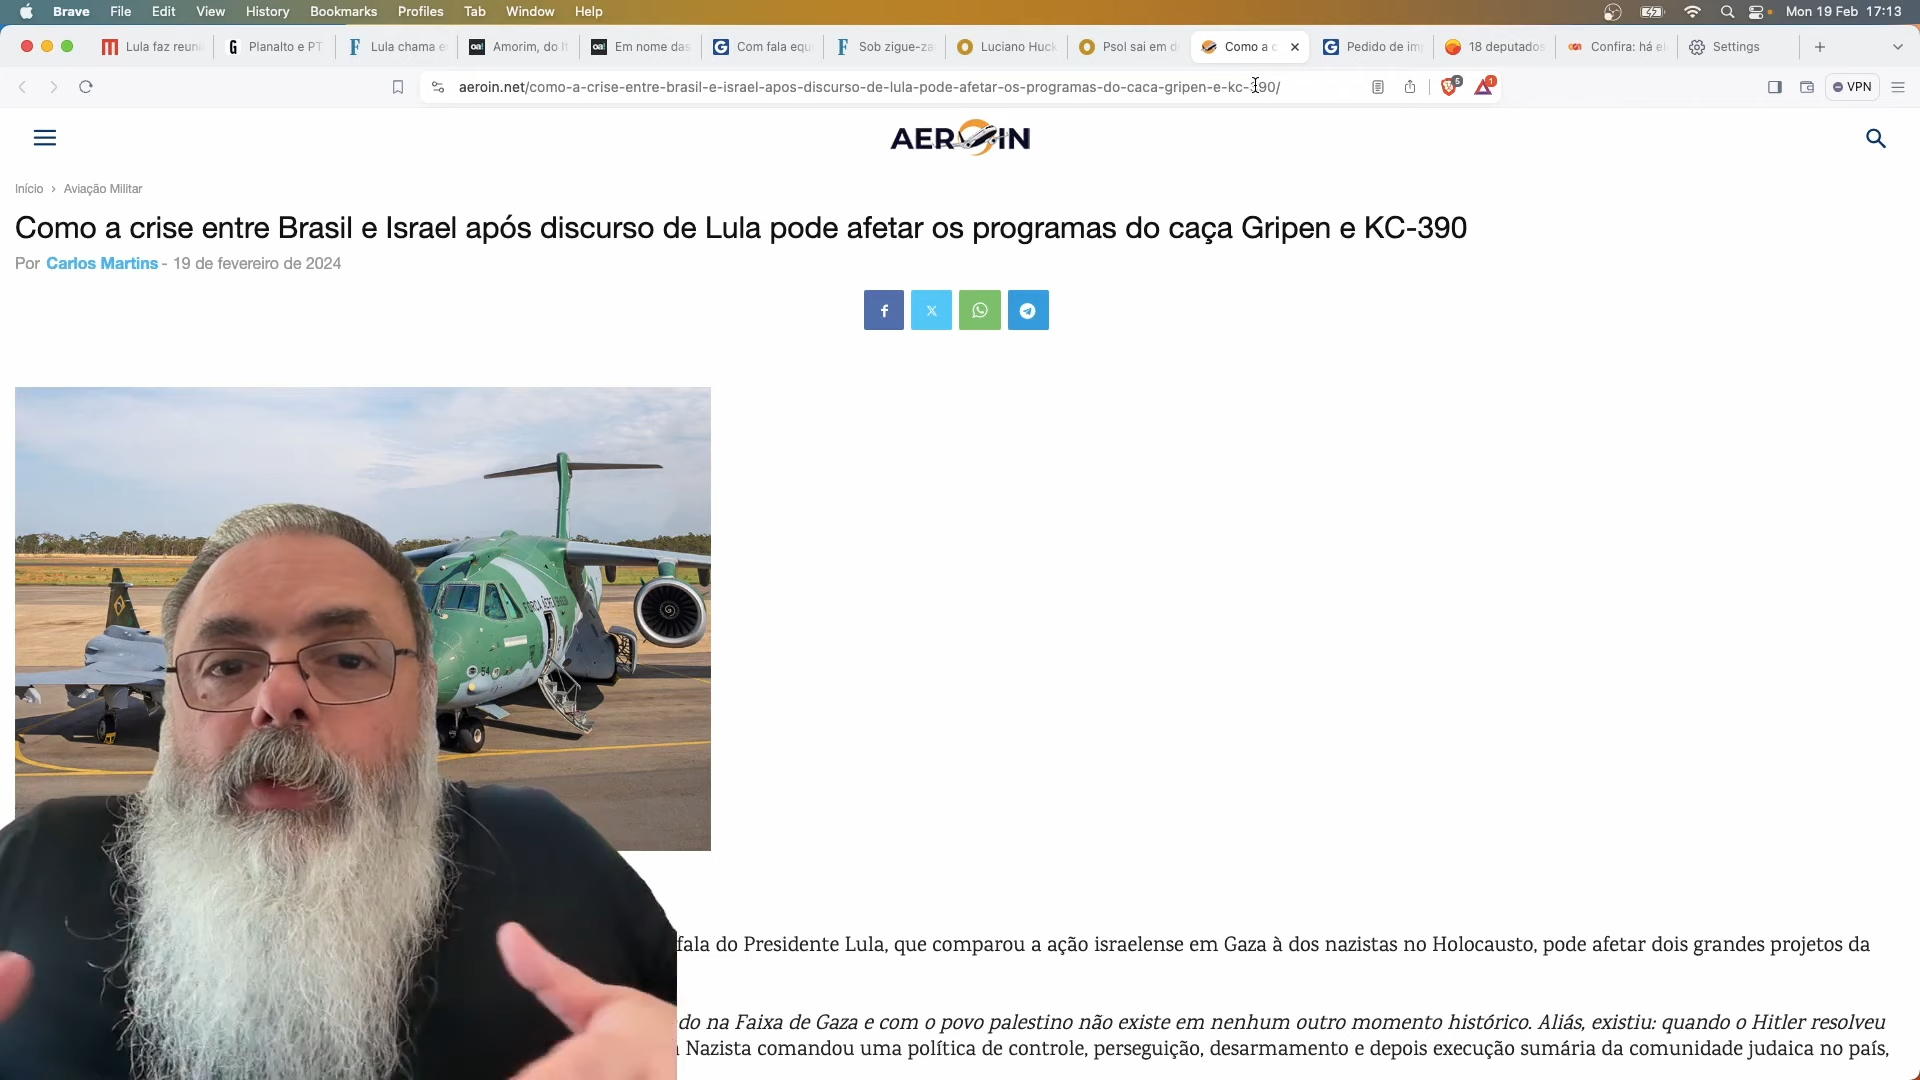 Brave File Edit View History Bookmarks Profiles Tab Window Help Mon 19 Feb 17:13
Lula faz reuni Planalto e PT Lula chama e Amorim, do It Em nome das Com fala equ Sob zigue-za Luciano Huck Psol sai em d Como a c Pedido de im 18 deputados Confira: há el Settings
aeroin.net/como-a-crise-entre-brasil-e-israel-apos-discurso-de-lula-pode-afetar-os-programas-do-caca-gripen-e-kc-390/ 5 1 VPN
AEROIN
Início › Aviação Militar
Como a crise entre Brasil e Israel após discurso de Lula pode afetar os programas do caça Gripen e KC-390
Por Carlos Martins - 19 de fevereiro de 2024
FORÇA AÉREA BRASILEIRA
54
fala do Presidente Lula, que comparou a ação israelense em Gaza à dos nazistas no Holocausto, pode afetar dois grandes projetos da
do na Faixa de Gaza e com o povo palestino não existe em nenhum outro momento histórico. Aliás, existiu: quando o Hitler resolveu
Nazista comandou uma política de controle, perseguição, desarmamento e depois execução sumária da comunidade judaica no país,